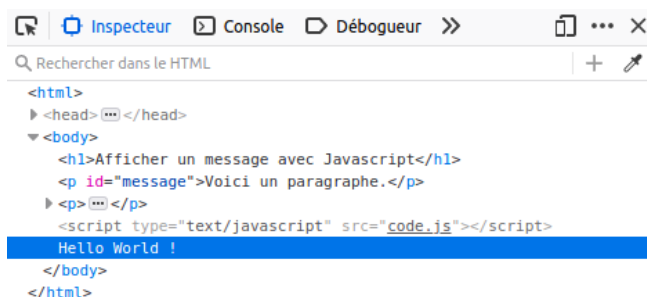 Inspecteur Console Débogueur
Rechercher dans le HTML
<html>
<head> ··· </head>
<body>
<h1>Afficher un message avec Javascript</h1>
<p id="message">Voici un paragraphe.</p>
<p> ··· </p>
<script type="text/javascript" src="code.js"></script>
Hello World !
</body>
</html>